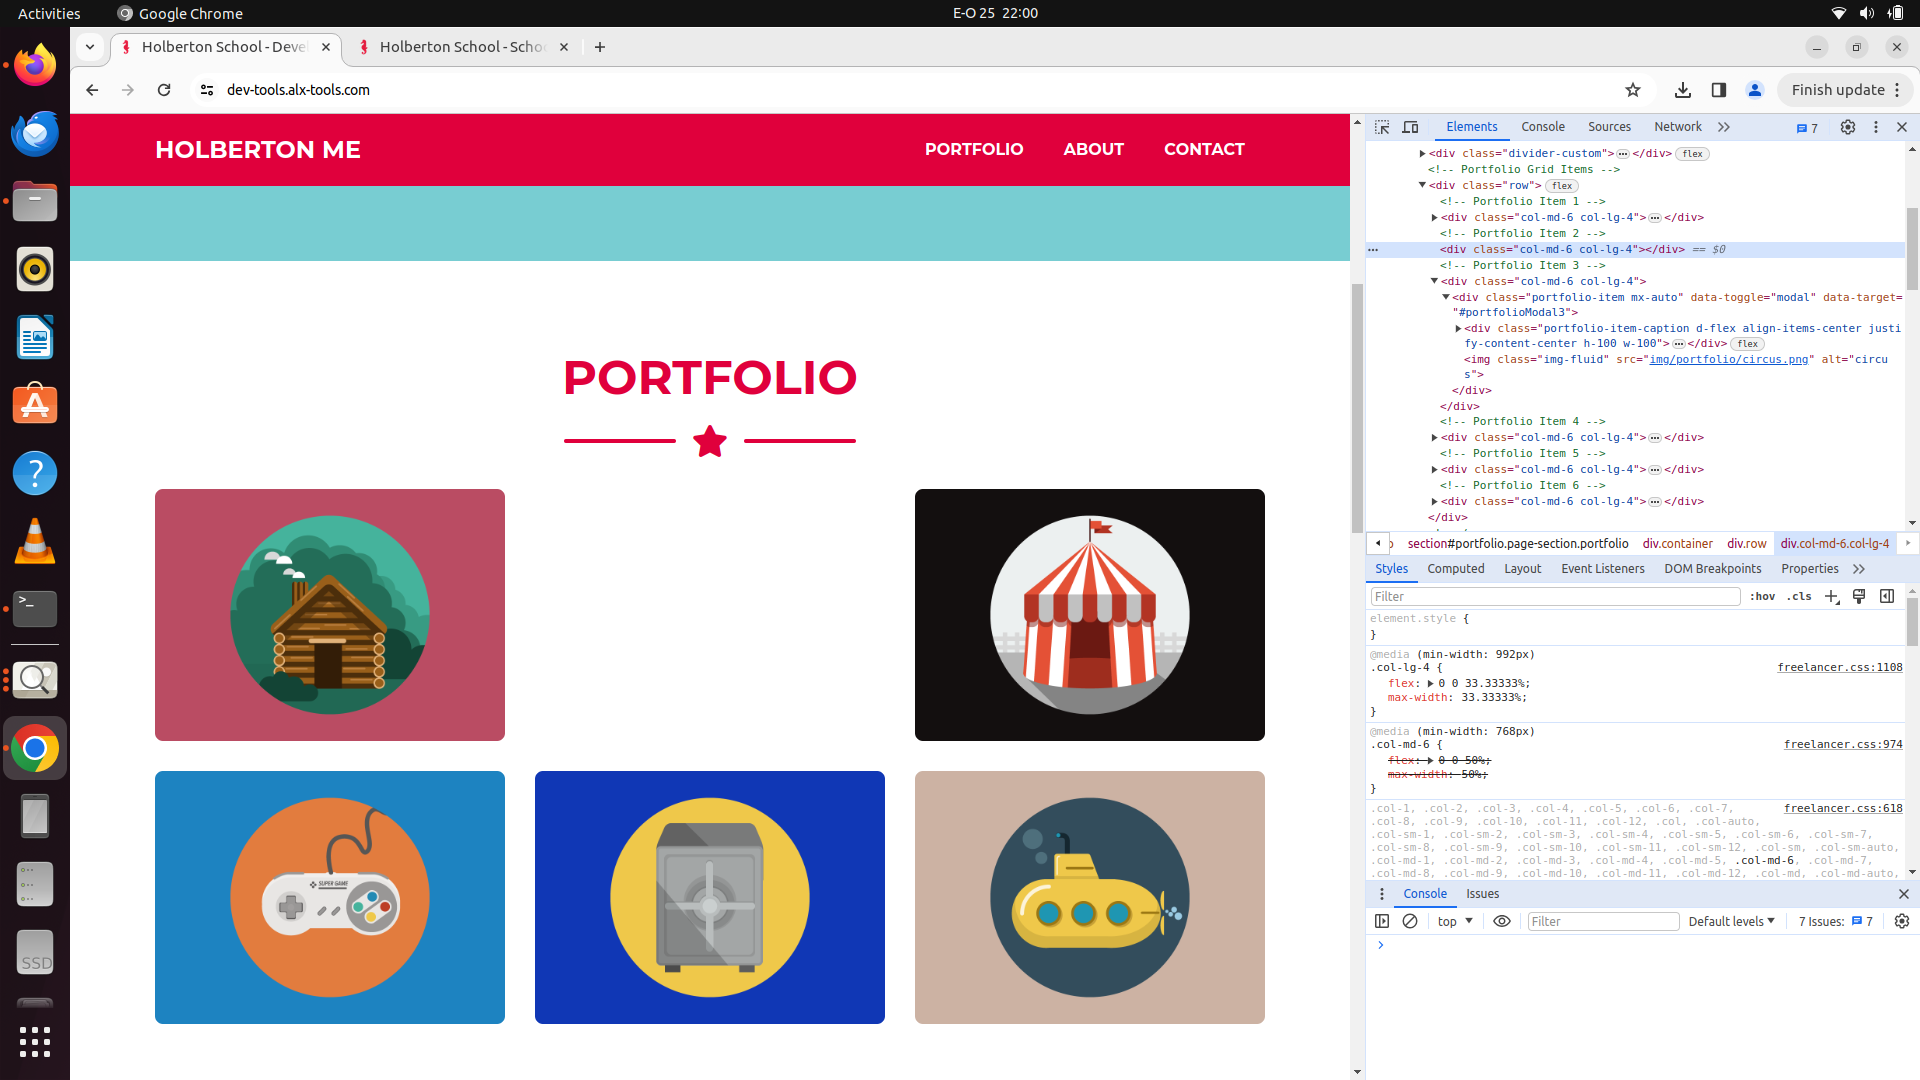 Activities
Google Chrome
E-O 25 22:00
Holberton School - Deve
Holberton School - Scho
dev-tools.alx-tools.com
Finish update
HOLBERTON ME
PORTFOLIO
ABOUT
CONTACT
PORTFOLIO
SUPER GAME
SSD
Elements
Console
Sources
Network
7
<div class="divider-custom">…</div> flex
<!-- Portfolio Grid Items -->
<div class="row"> flex
<!-- Portfolio Item 1 -->
<div class="col-md-6 col-lg-4">…</div>
<!-- Portfolio Item 2 -->
<div class="col-md-6 col-lg-4"></div> == $0
<!-- Portfolio Item 3 -->
<div class="col-md-6 col-lg-4">
<div class="portfolio-item mx-auto" data-toggle="modal" data-target=
"#portfolioModal3">
<div class="portfolio-item-caption d-flex align-items-center justi
fy-content-center h-100 w-100">…</div> flex
<img class="img-fluid" src="img/portfolio/circus.png" alt="circu
s">
</div>
</div>
<!-- Portfolio Item 4 -->
<div class="col-md-6 col-lg-4">…</div>
<!-- Portfolio Item 5 -->
<div class="col-md-6 col-lg-4">…</div>
<!-- Portfolio Item 6 -->
<div class="col-md-6 col-lg-4">…</div>
</div>
section#portfolio.page-section.portfolio div.container div.row div.col-md-6.col-lg-4
Styles
Computed
Layout
Event Listeners
DOM Breakpoints
Properties
Filter
:hov
.cls
element.style {
}
@media (min-width: 992px)
.col-lg-4 {
freelancer.css:1108
flex: 0 0 33.33333%;
max-width: 33.33333%;
}
@media (min-width: 768px)
.col-md-6 {
freelancer.css:974
flex: 0 0 50%;
max-width: 50%;
}
.col-1, .col-2, .col-3, .col-4, .col-5, .col-6, .col-7,
freelancer.css:618
.col-8, .col-9, .col-10, .col-11, .col-12, .col, .col-auto,
.col-sm-1, .col-sm-2, .col-sm-3, .col-sm-4, .col-sm-5, .col-sm-6, .col-sm-7,
.col-sm-8, .col-sm-9, .col-sm-10, .col-sm-11, .col-sm-12, .col-sm, .col-sm-auto,
.col-md-1, .col-md-2, .col-md-3, .col-md-4, .col-md-5, .col-md-6, .col-md-7,
.col-md-8, .col-md-9, .col-md-10, .col-md-11, .col-md-12, .col-md, .col-md-auto,
Console
Issues
top
Filter
Default levels
7 Issues:
7